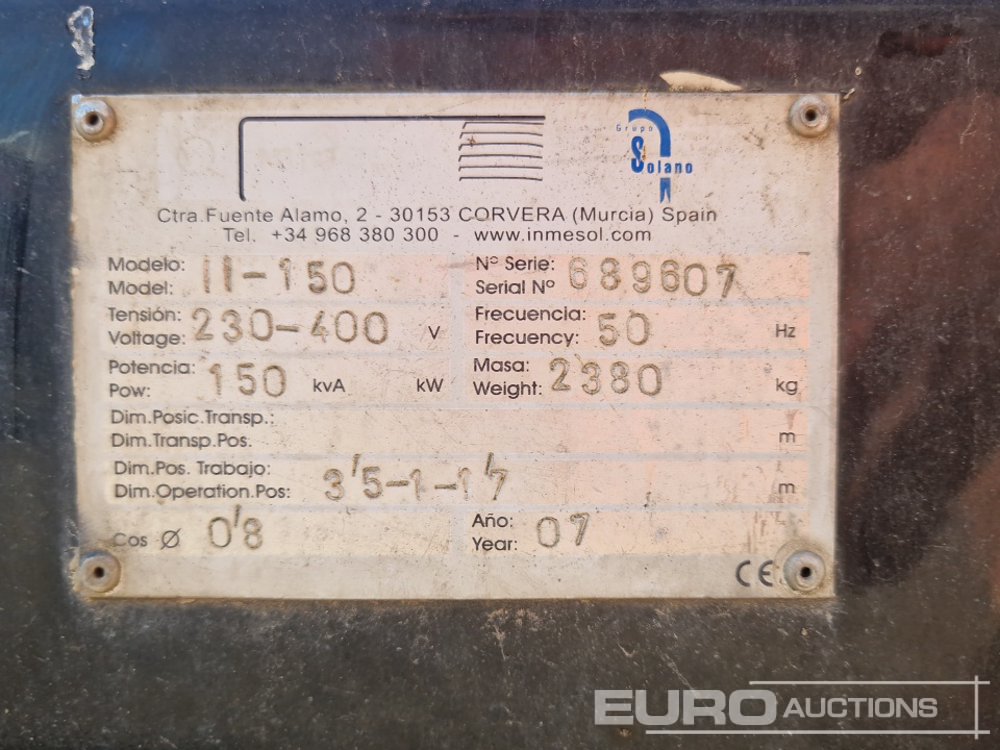 Grupo
Solano
Ctra.Fuente Alamo, 2 - 30153 CORVERA (Murcia) Spain
Tel. +34 968 380 300 - www.inmesol.com
Modelo:
Model: II-150
Nº Serie:
Serial Nº 689607
Tensión:
Voltage: 230-400 V
Frecuencia:
Frecuency: 50 Hz
Potencia:
Pow: 150 kvA kW
Masa:
Weight: 2380 kg
Dim.Posic.Transp.:
Dim.Transp.Pos. m
Dim.Pos. Trabajo:
Dim.Operation.Pos: 3'5-1-1'7 m
Cos Ø 0'8
Año:
Year: 07
CE
EURO AUCTIONS